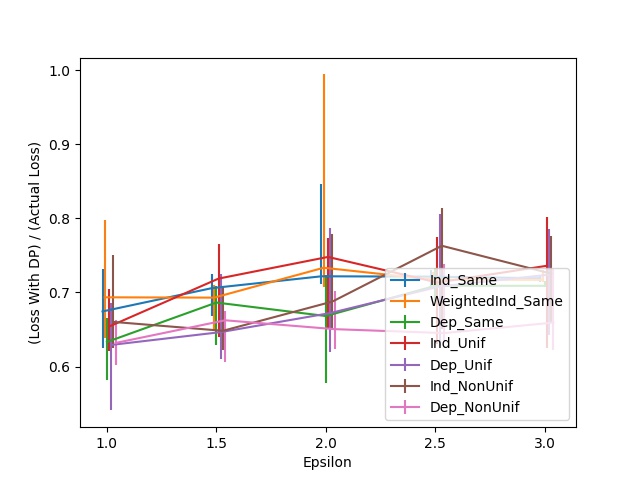 1.0
0.9
0.8
0.7
0.6
(Loss With DP) / (Actual Loss)
Ind_Same
WeightedInd_Same
Dep_Same
Ind_Unif
Dep_Unif
Ind_NonUnif
Dep_NonUnif
1.0 1.5 2.0 2.5 3.0
Epsilon